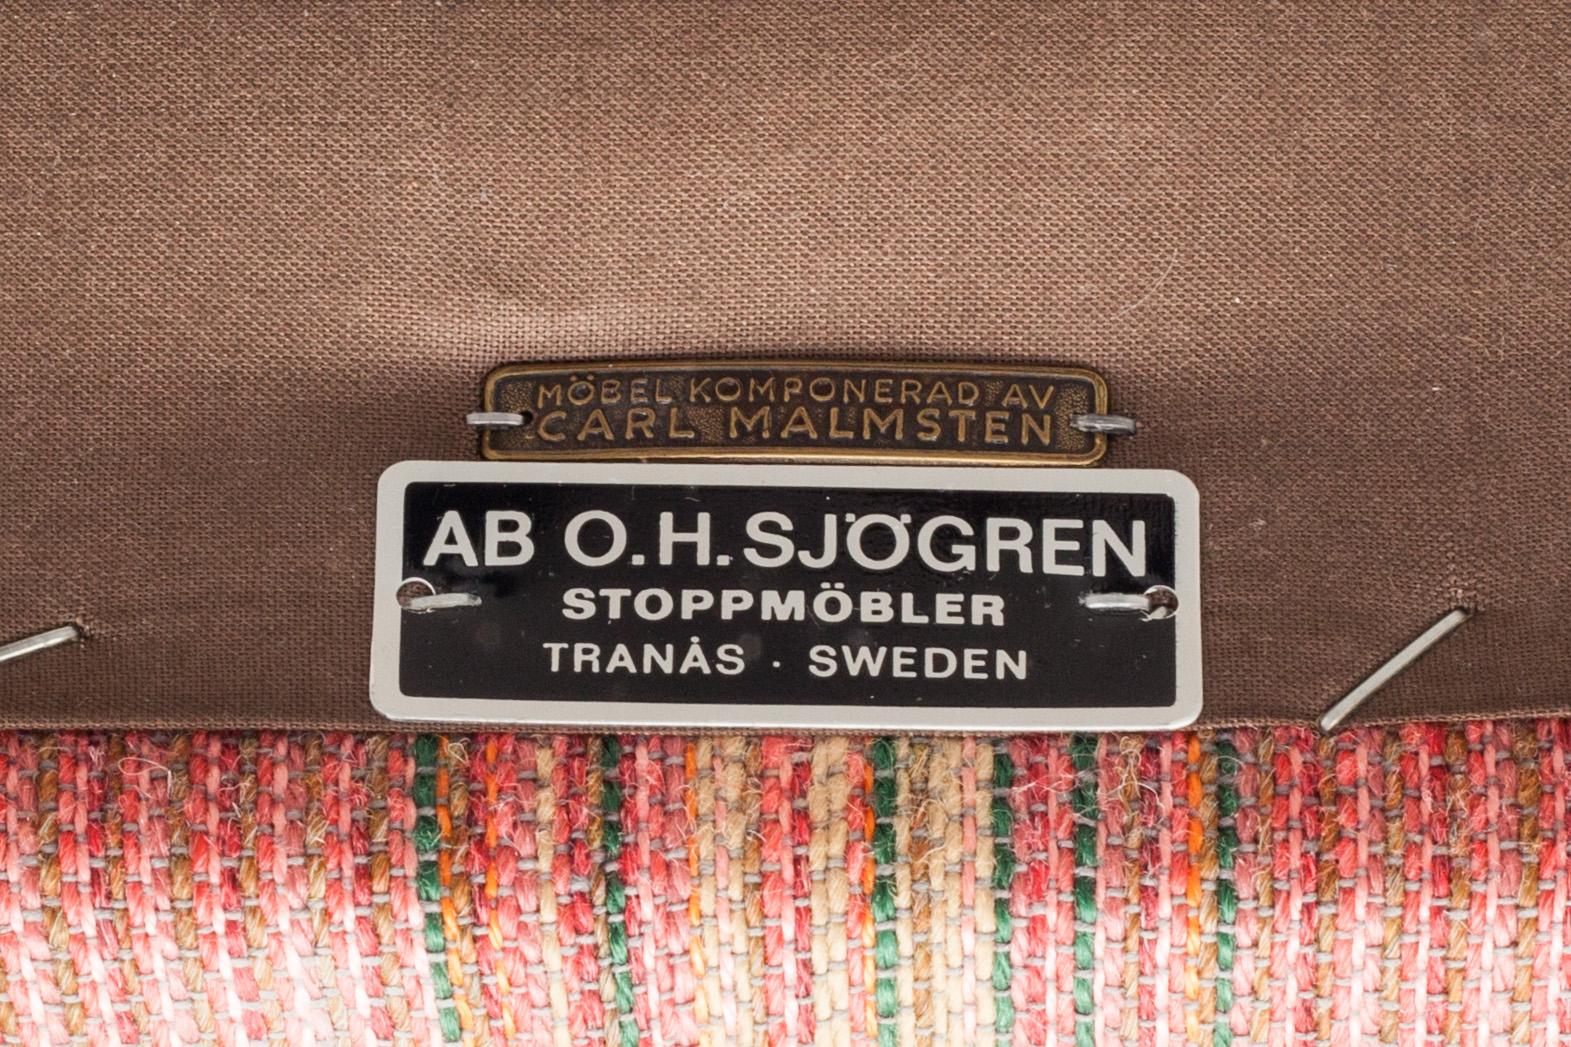 MÖBEL KOMPONERAD AV
CARL MALMSTEN
AB O.H. SJÖGREN
STOPPMÖBLER
TRANÅS · SWEDEN